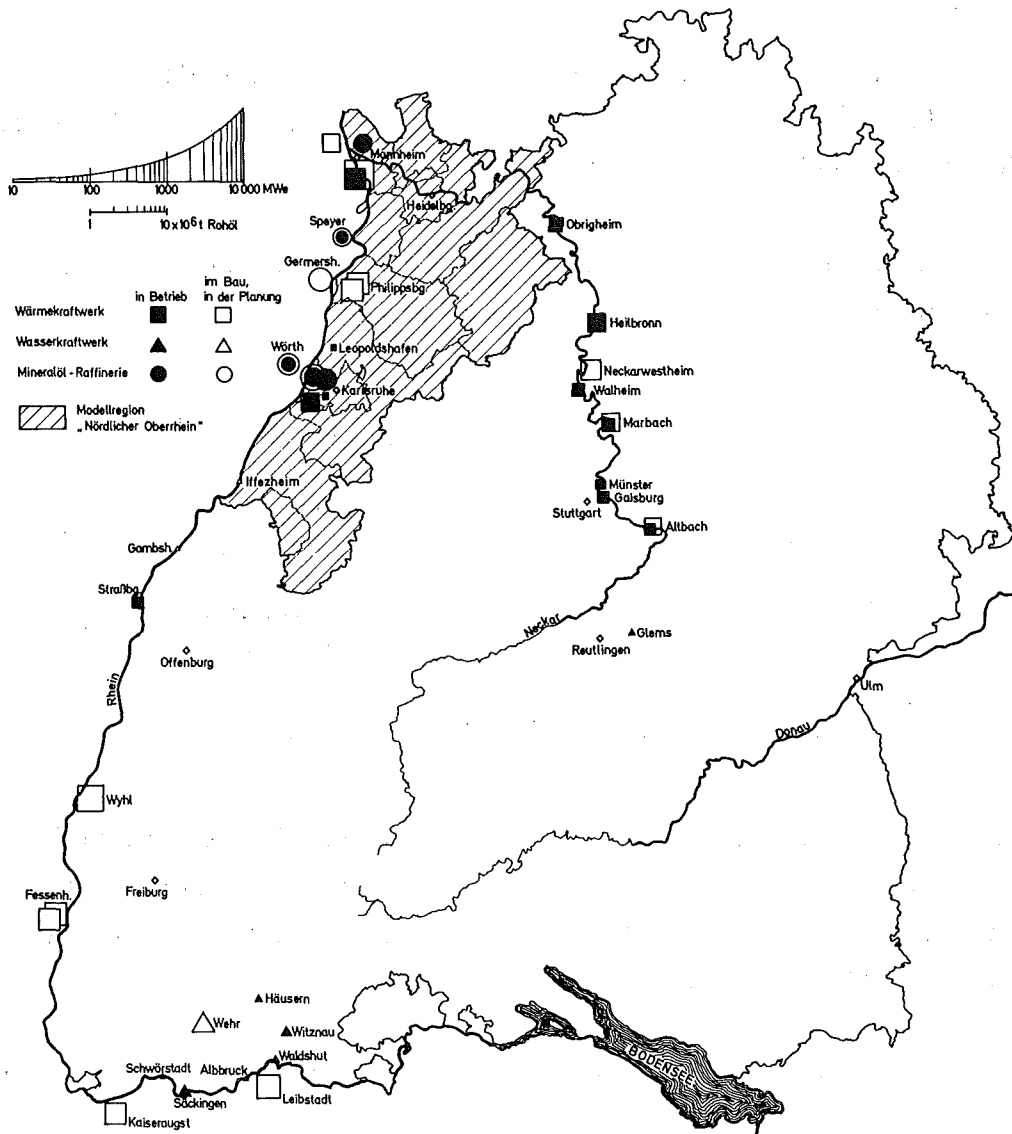 10 100 1000 10 000 MWe
1 10 x 10⁶ t Rohöl
in Betrieb
im Bau,
in der Planung
Wärmekraftwerk
Wasserkraftwerk
Mineralöl - Raffinerie
Modellregion
„Nördlicher Oberrhein"
Mannheim
Heidelbg.
Speyer
Obrigheim
Germersh.
Philippsbg.
Heilbronn
Wörth
Leopoldshafen
Neckarwestheim
Karlsruhe
Walheim
Marbach
Iffezheim
Münster
Gaisburg
Stuttgart
Altbach
Gambsh.
Straßbg.
Neckar
Glems
Reutlingen
Offenburg
Rhein
Ulm
Donau
Wyhl
Freiburg
Fessenh.
Häusern
Wehr
Witznau
Waldshut
Schwörstadt
Albbruck
Säckingen
Leibstadt
Kaiseraugst
BODENSEE